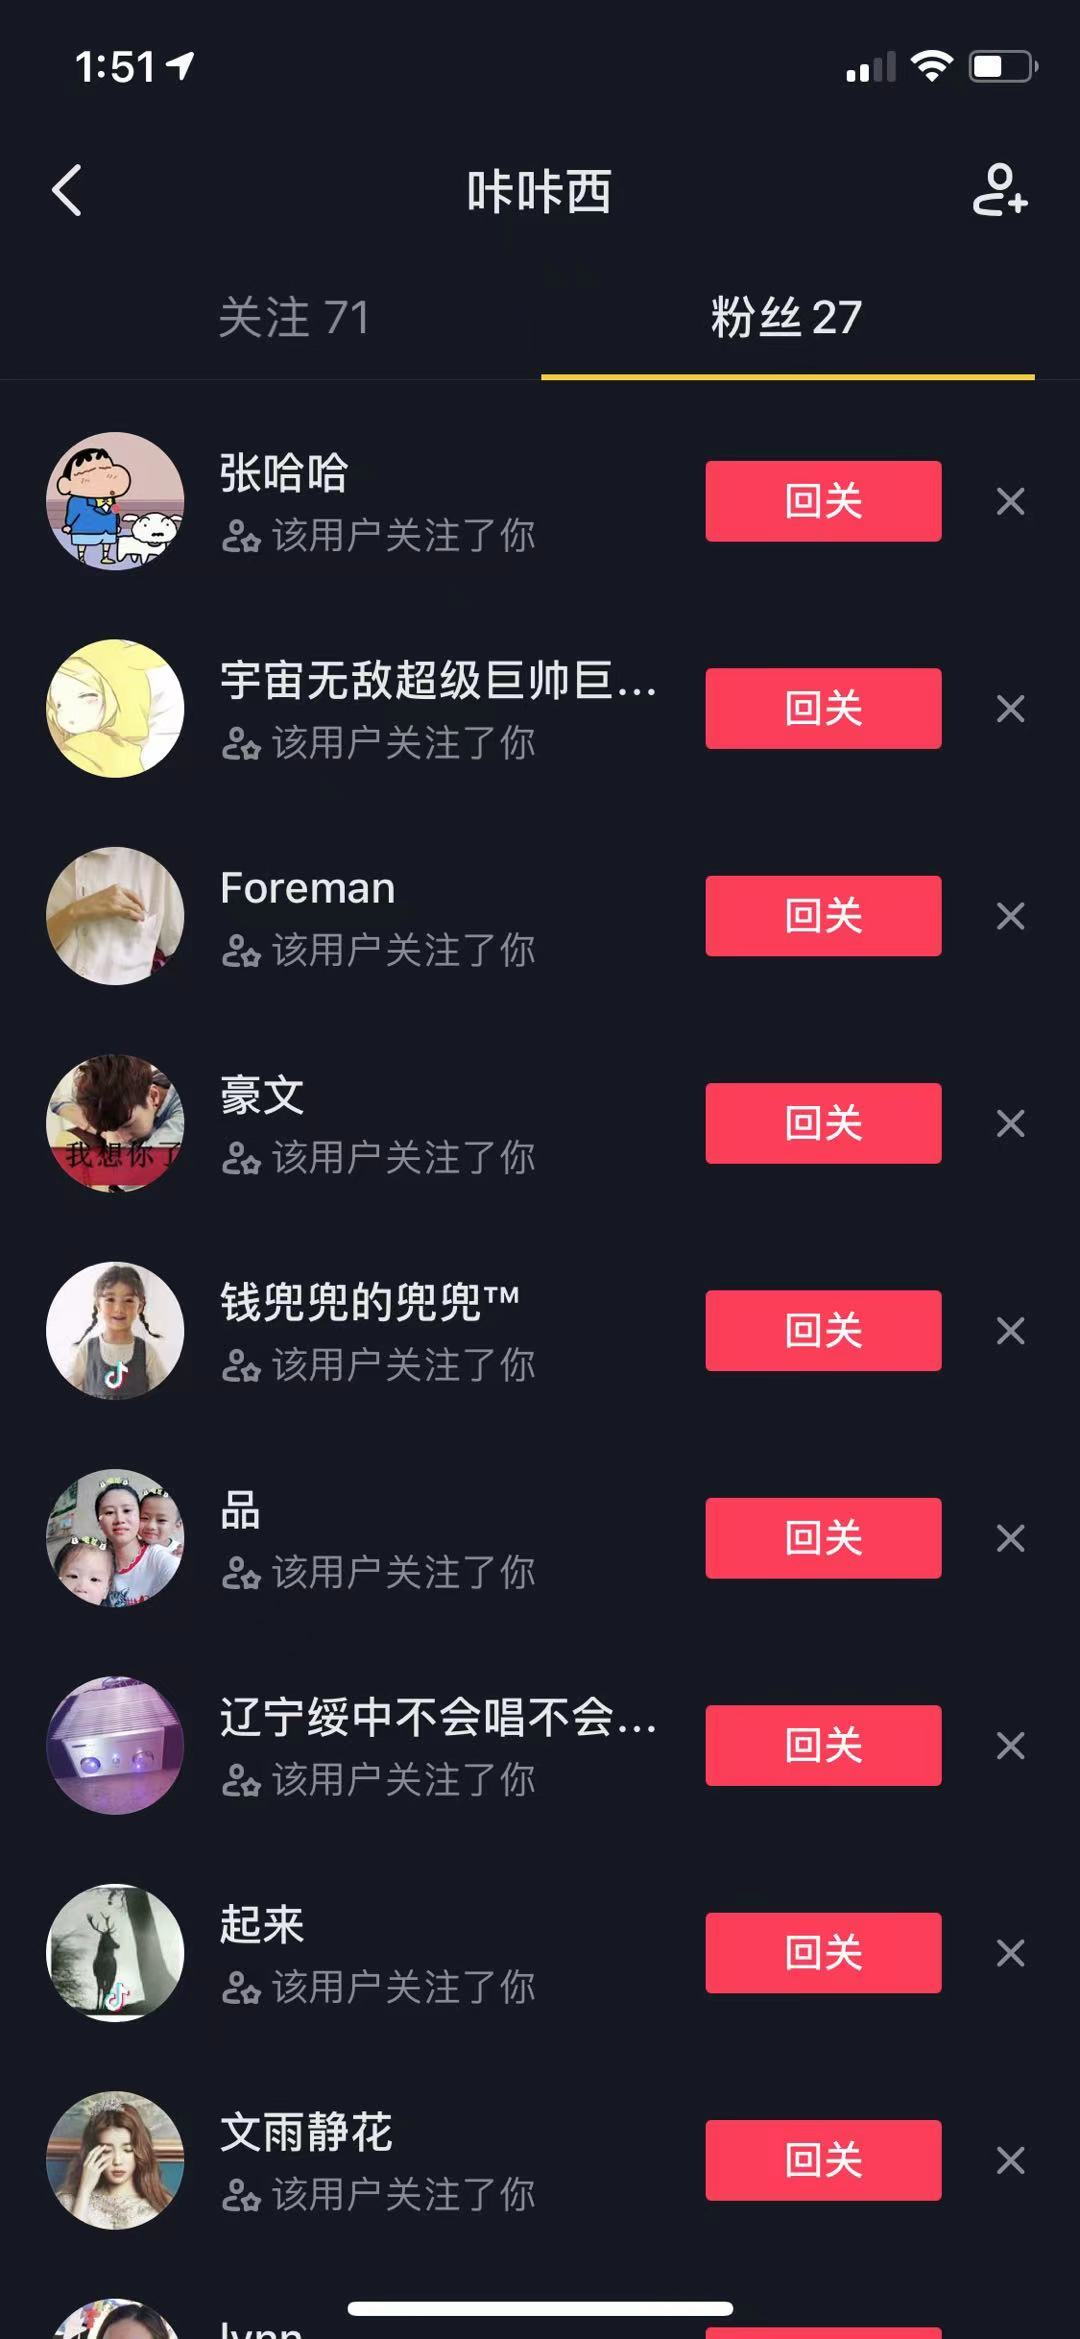 1:51
咔咔西
关注 71
粉丝 27
张哈哈
该用户关注了你
回关
宇宙无敌超级巨帅巨...
该用户关注了你
回关
Foreman
该用户关注了你
回关
豪文
该用户关注了你
回关
我想你了
钱兜兜的兜兜™
该用户关注了你
回关
品
该用户关注了你
回关
辽宁绥中不会唱不会...
该用户关注了你
回关
起来
该用户关注了你
回关
文雨静花
该用户关注了你
回关
lynn